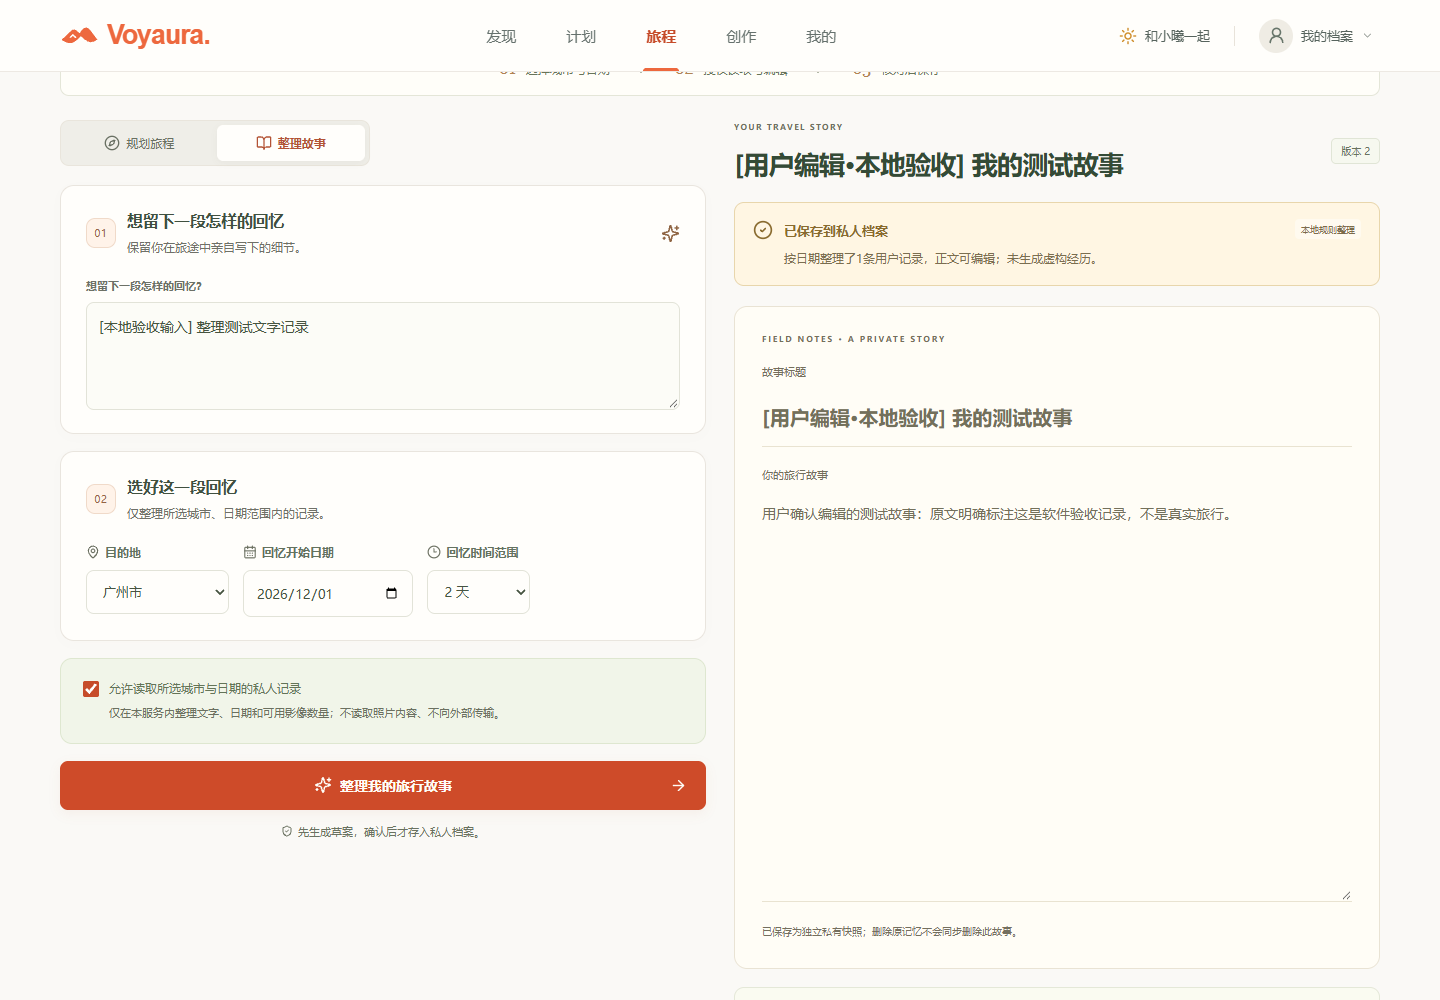 Voyaura.
发现
计划
旅程
创作
我的
和小曦一起
我的档案
规划旅程
整理故事
01
想留下一段怎样的回忆
保留你在旅途中亲自写下的细节。
想留下一段怎样的回忆?
[本地验收输入] 整理测试文字记录
02
选好这一段回忆
仅整理所选城市、日期范围内的记录。
目的地
回忆开始日期
回忆时间范围
广州市
2026/12/01
2 天
允许读取所选城市与日期的私人记录
仅在本服务内整理文字、日期和可用影像数量；不读取照片内容、不向外部传输。
整理我的旅行故事
先生成草案，确认后才存入私人档案。
YOUR TRAVEL STORY
[用户编辑·本地验收] 我的测试故事
版本 2
已保存到私人档案
本地规则整理
按日期整理了1条用户记录，正文可编辑；未生成虚构经历。
FIELD NOTES · A PRIVATE STORY
故事标题
[用户编辑·本地验收] 我的测试故事
你的旅行故事
用户确认编辑的测试故事：原文明确标注这是软件验收记录，不是真实旅行。
已保存为独立私有快照；删除原记忆不会同步删除此故事。